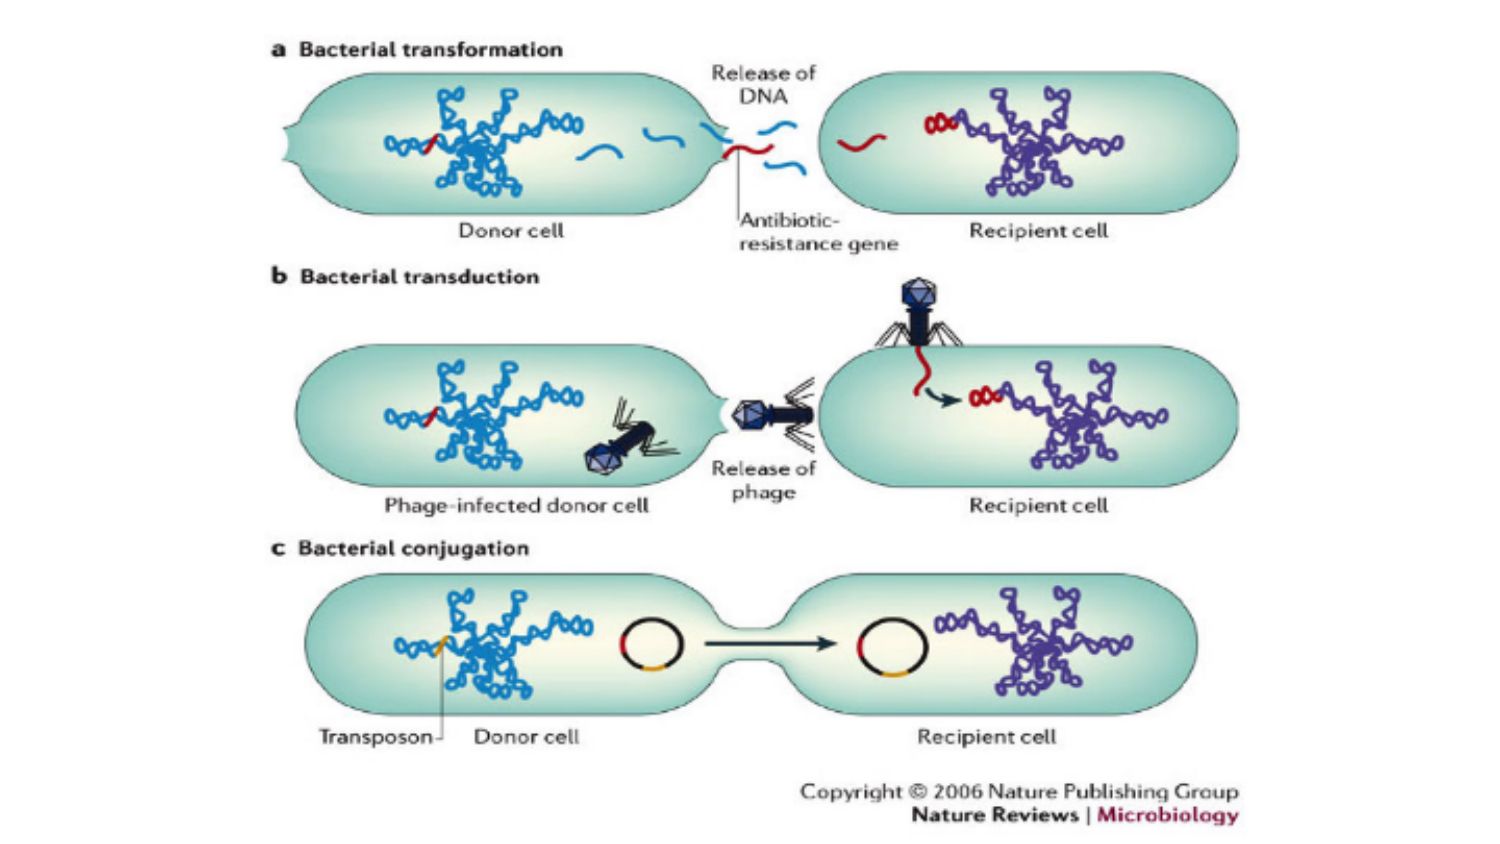 a Bacterial transformation
Release of
DNA
Donor cell
Antibiotic-
resistance gene
Recipient cell
b Bacterial transduction
Release of
phage
Phage-infected donor cell
Recipient cell
c Bacterial conjugation
Transposon
Donor cell
Recipient cell
Copyright © 2006 Nature Publishing Group
Nature Reviews | Microbiology